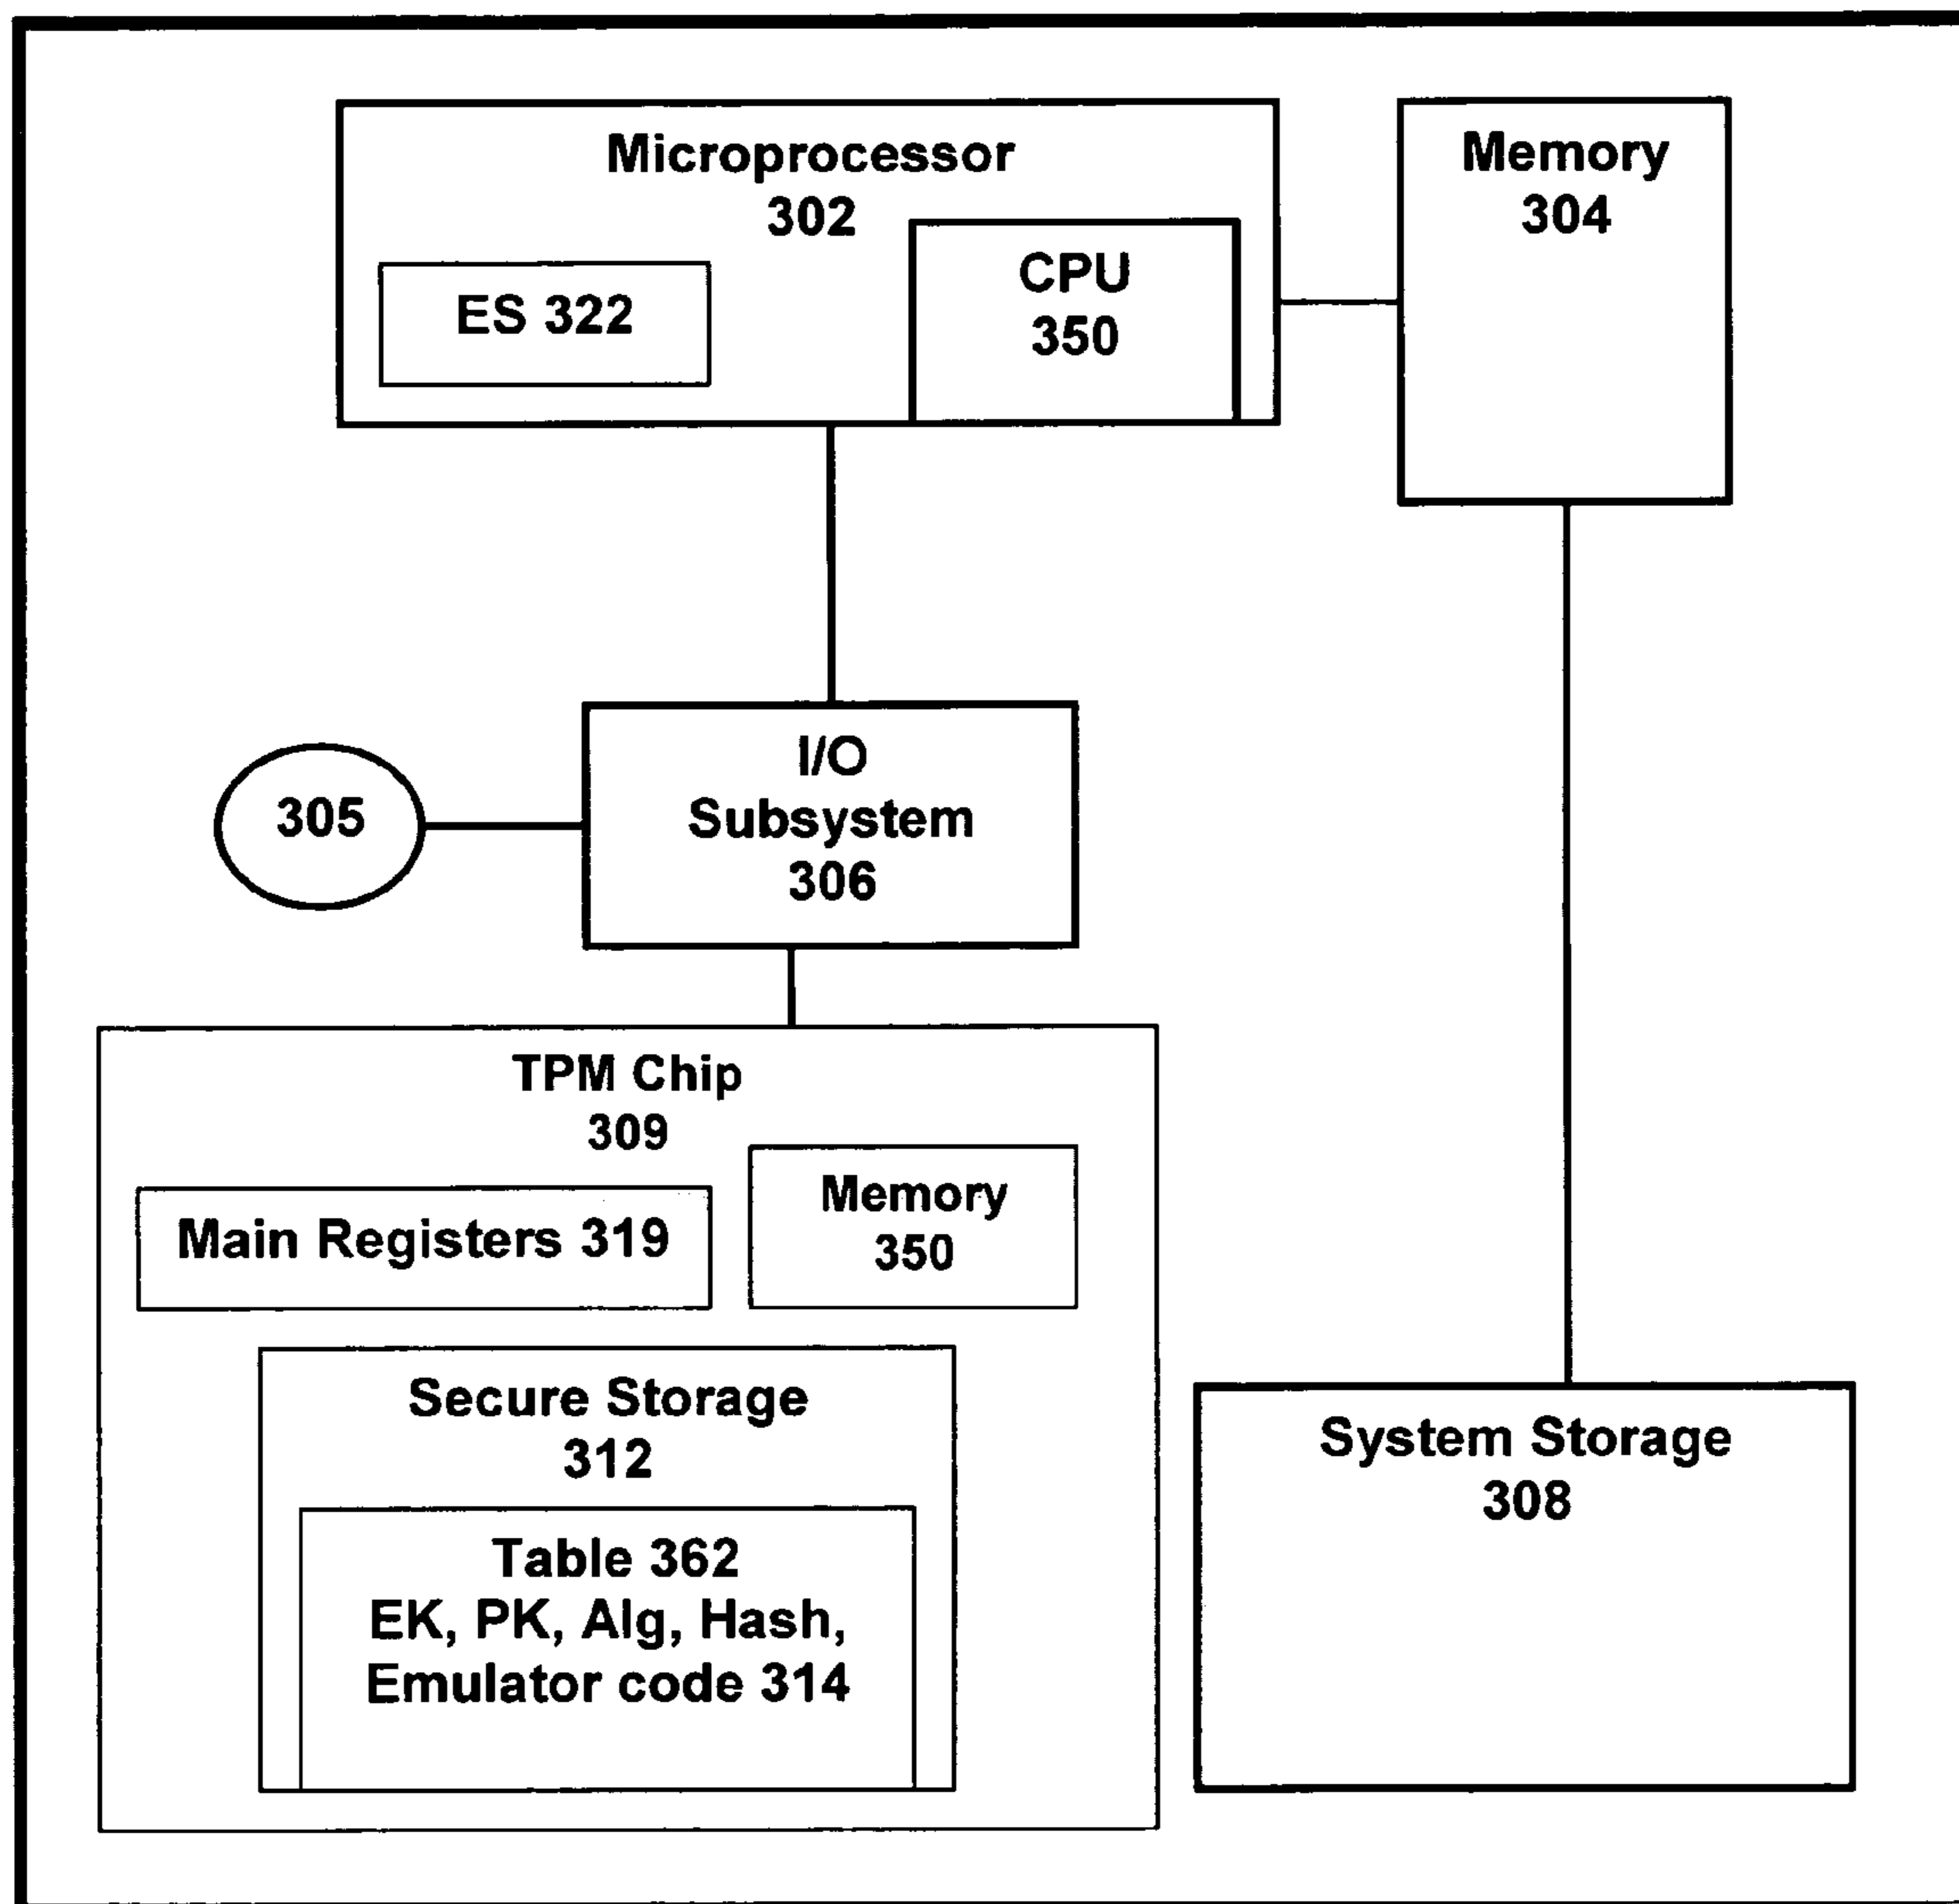 Microprocessor
302
ES 322
CPU
350
Memory
304
305
I/O
Subsystem
306
TPM Chip
309
Main Registers 319
Memory
350
Secure Storage
312
Table 362
EK, PK, Alg, Hash,
Emulator code 314
System Storage
308